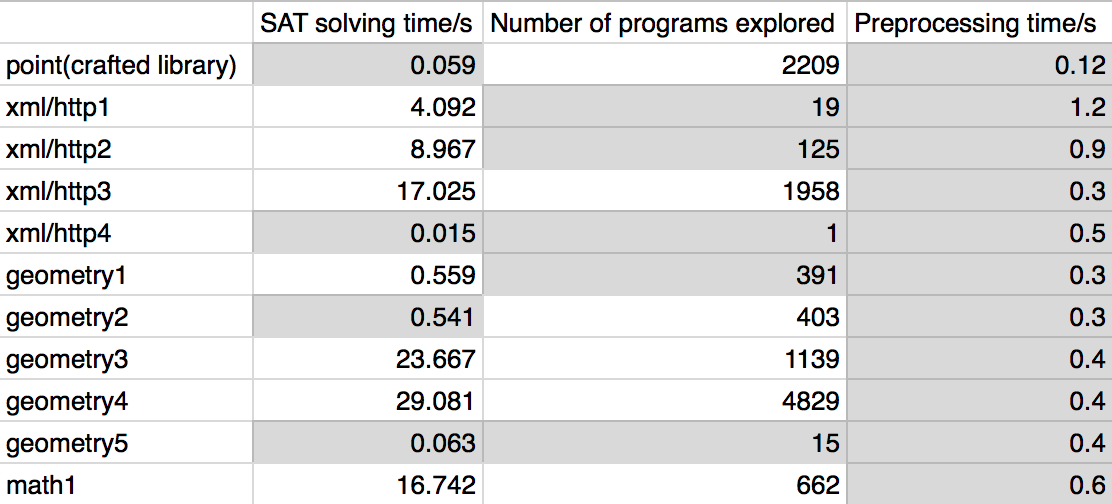 SAT solving time/s Number of programs explored Preprocessing time/s
point(crafted library) 0.059 2209 0.12
xml/http1 4.092 19 1.2
xml/http2 8.967 125 0.9
xml/http3 17.025 1958 0.3
xml/http4 0.015 1 0.5
geometry1 0.559 391 0.3
geometry2 0.541 403 0.3
geometry3 23.667 1139 0.4
geometry4 29.081 4829 0.4
geometry5 0.063 15 0.4
math1 16.742 662 0.6